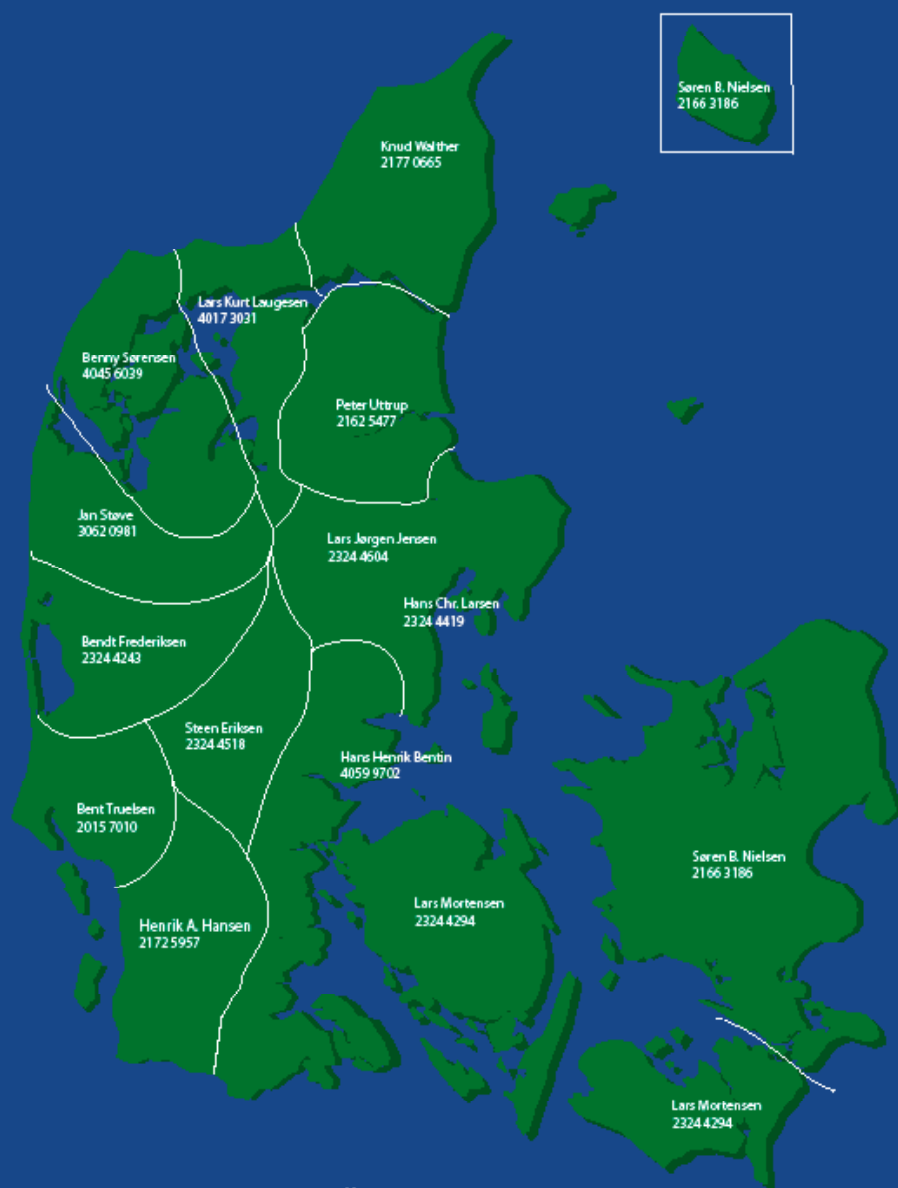 Søren B. Nielsen
2166 3186
Knud Walther
2177 0665
Lars Kurt Laugesen
4017 3031
Benny Sørensen
4045 6039
Peter Uttrup
2162 5477
Jan Støve
3062 0981
Lars Jørgen Jensen
2324 4604
Hans Chr. Larsen
2324 4419
Bendt Frederiksen
2324 4243
Steen Eriksen
2324 4518
Hans Henrik Bentin
4059 9702
Bent Truelsen
2015 7010
Søren B. Nielsen
2166 3186
Lars Mortensen
2324 4294
Henrik A. Hansen
2172 5957
Lars Mortensen
2324 4294